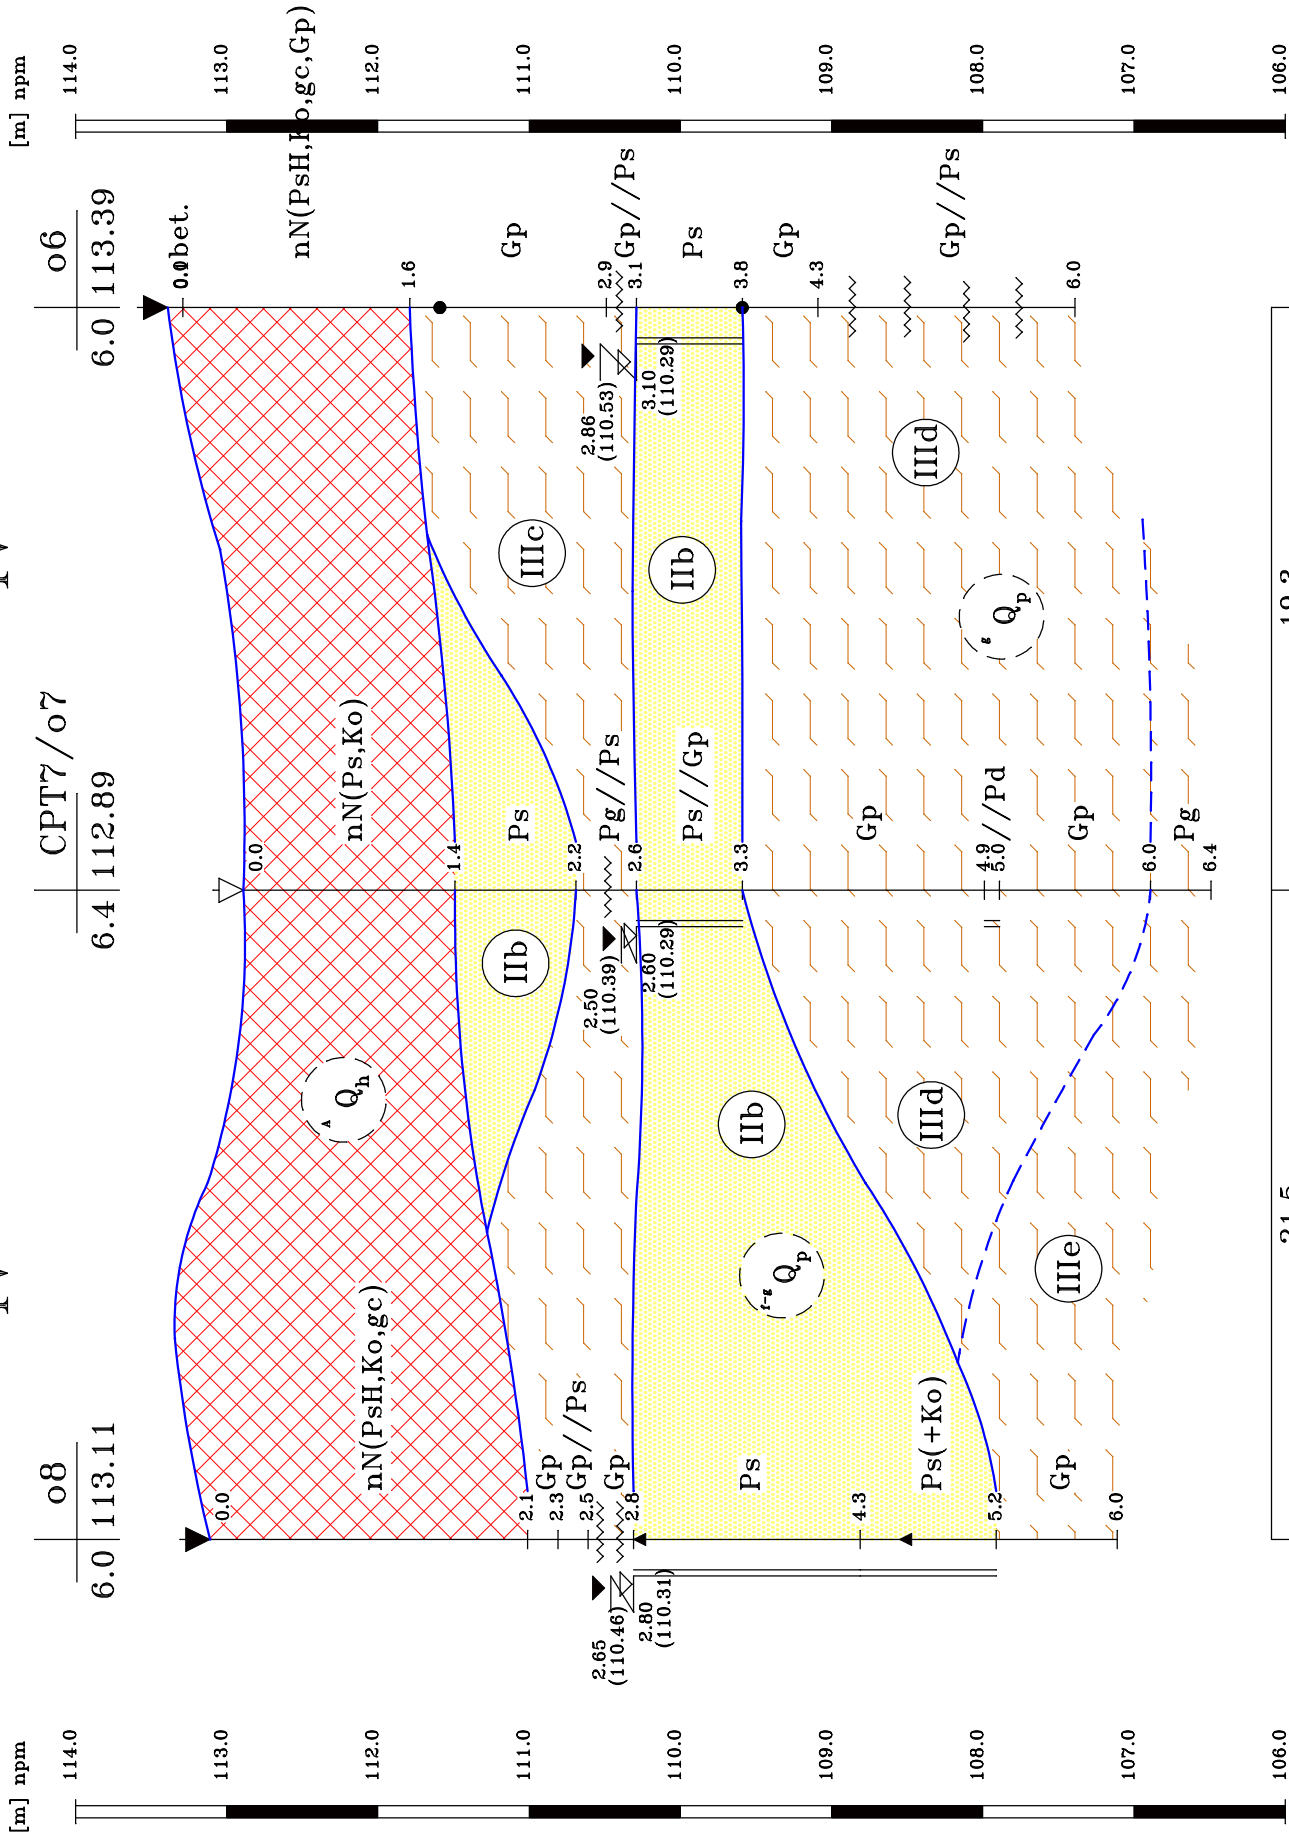 [m] npm
114.0
113.0
112.0
111.0
110.0
109.0
108.0
107.0
106.0
o8
6.0 113.11
0.0
nN(PsH,Ko,gc)
2.1
Gp
2.3
Gp//Ps
2.5
Gp
2.8
Ps
4.3
Ps(+Ko)
5.2
Gp
6.0
2.65
(110.46)
2.80
(110.31)
A
Qh
IIb
IIb
f-g
Qp
IIId
IIIe
CPT7/o7
6.4 112.89
0.0
nN(Ps,Ko)
1.4
Ps
2.2
Pg//Ps
2.6
Ps//Gp
3.3
Gp
4.9
5.0
//Pd
Gp
6.0
Pg
6.4
2.50
(110.39)
2.60
(110.29)
IIIc
IIb
g
Qp
IIId
o6
6.0 113.39
0.0
bet.
nN(PsH,Ko,gc,Gp)
1.6
Gp
2.9
Gp//Ps
3.1
Ps
3.8
Gp
4.3
Gp//Ps
6.0
2.86
(110.53)
3.10
(110.29)
[m] npm
114.0
113.0
112.0
111.0
110.0
109.0
108.0
107.0
106.0